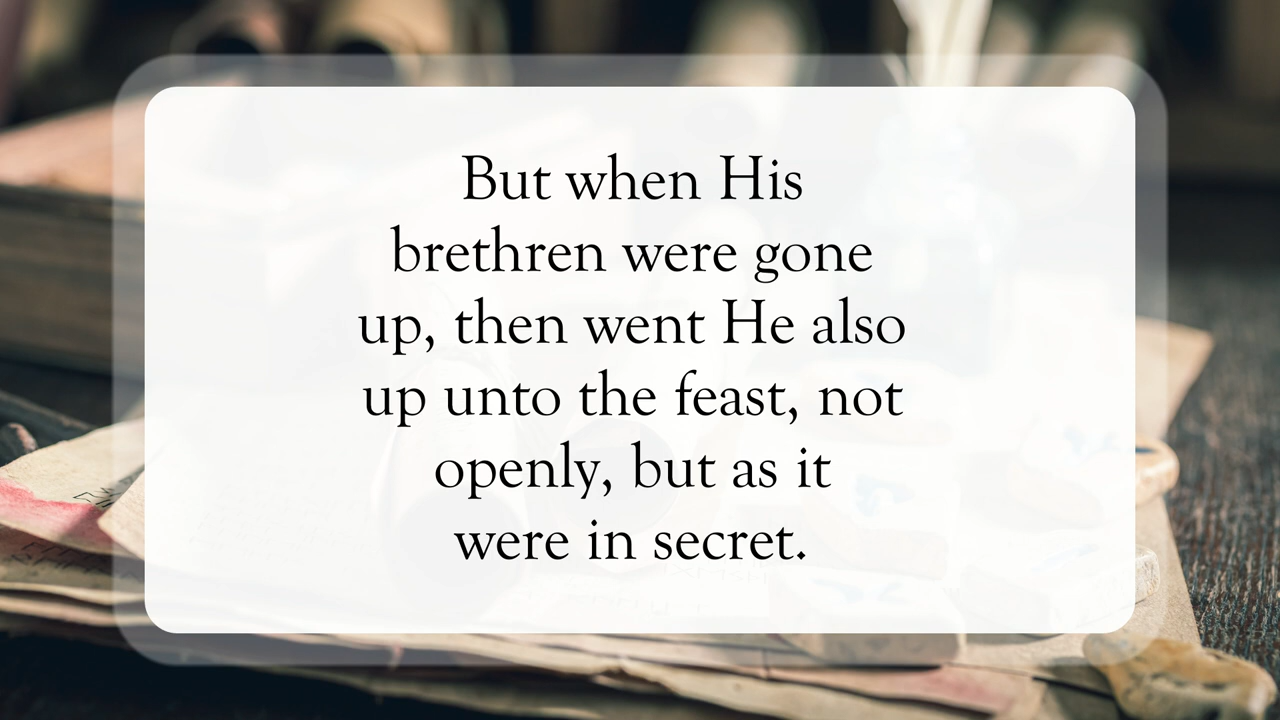 But when His
brethren were gone
up, then went He also
up unto the feast, not
openly, but as it
were in secret.